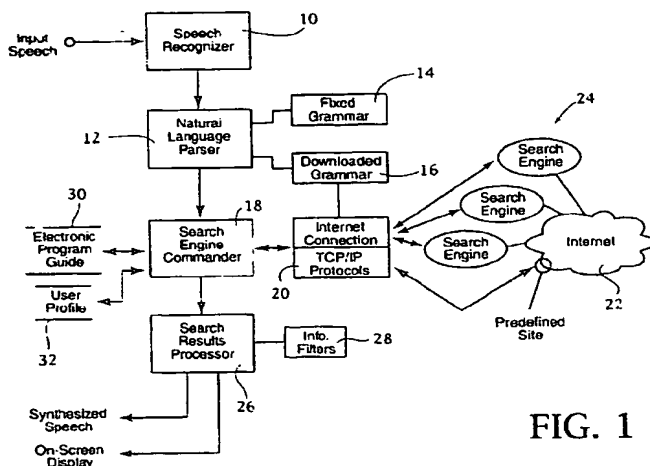 Input
Speech
Speech
Recognizer
10
Natural
Language
Parser
12
Fixed
Grammar
14
Downloaded
Grammar
16
24
Search
Engine
Search
Engine
Search
Engine
Internet
22
Predefined
Site
30
Electronic
Program
Guide
18
Search
Engine
Commander
Internet
Connection
TCP/IP
Protocols
20
User
Profile
32
Search
Results
Processor
26
Info.
Filters
28
Synthesized
Speech
On-Screen
Display
FIG. 1